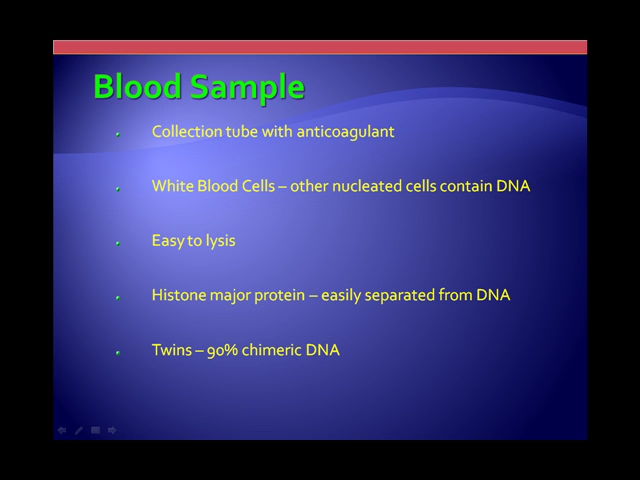 Blood Sample
Collection tube with anticoagulant
White Blood Cells – other nucleated cells contain DNA
Easy to lysis
Histone major protein – easily separated from DNA
Twins – 90% chimeric DNA